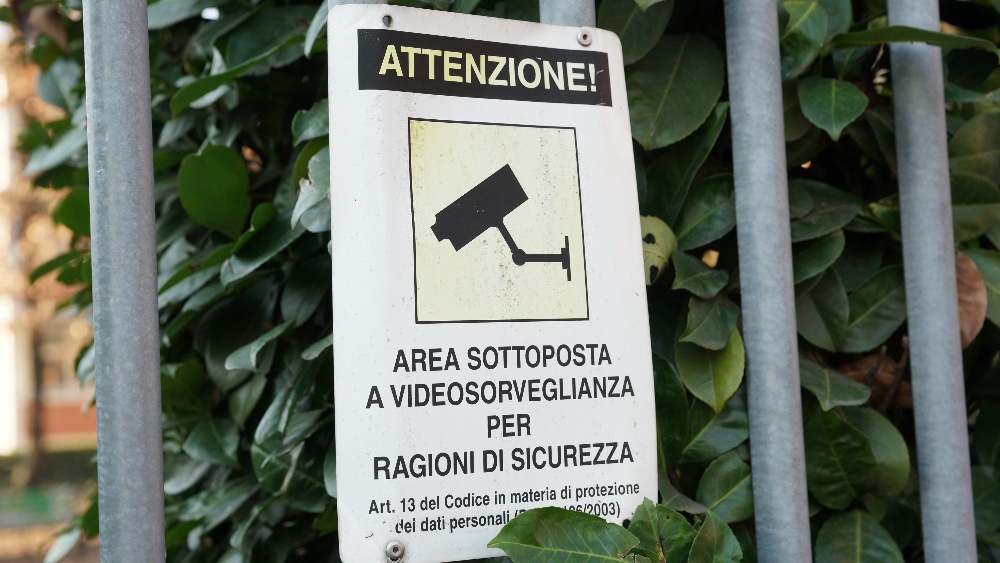 ATTENZIONE!
AREA SOTTOPOSTA
A VIDEOSORVEGLIANZA
PER
RAGIONI DI SICUREZZA
Art. 13 del Codice in materia di protezione
dei dati personali